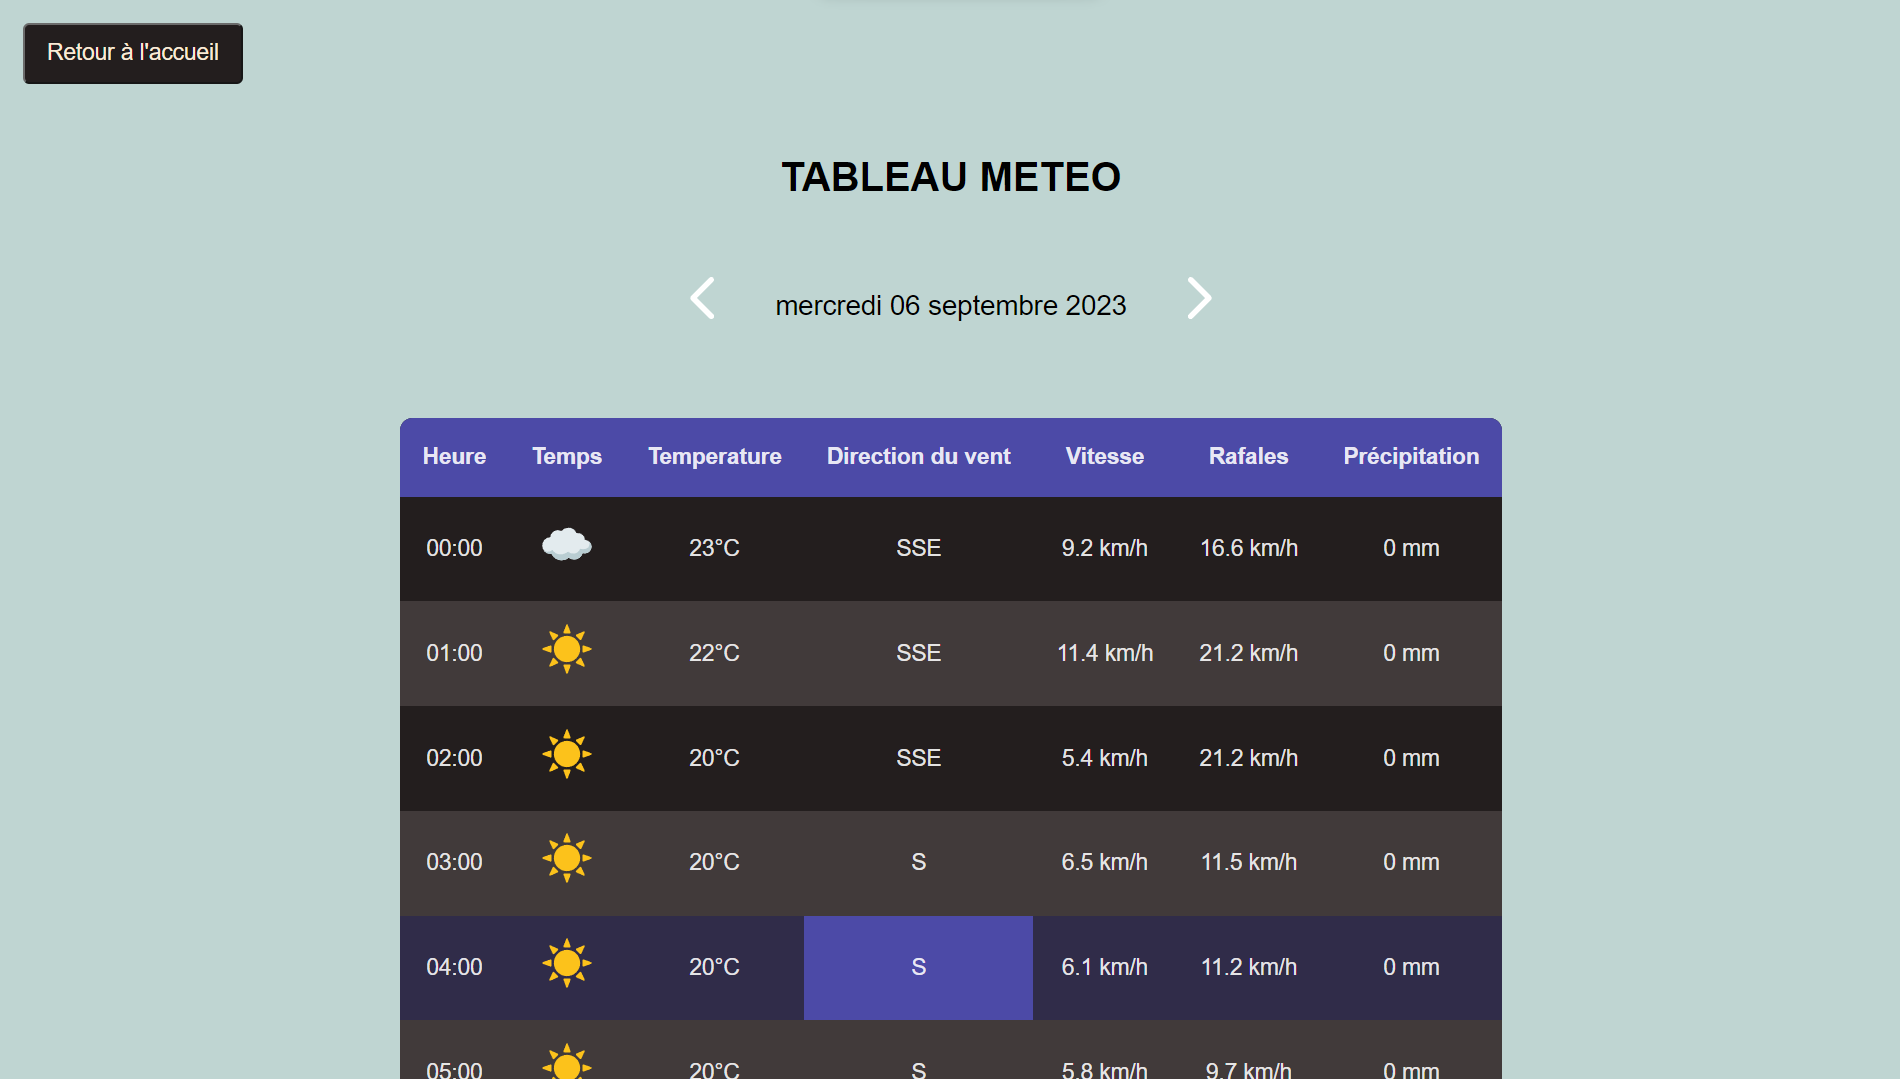 Retour à l'accueil
TABLEAU METEO
mercredi 06 septembre 2023
Heure Temps Temperature Direction du vent Vitesse Rafales Précipitation
00:00 23°C SSE 9.2 km/h 16.6 km/h 0 mm
01:00 22°C SSE 11.4 km/h 21.2 km/h 0 mm
02:00 20°C SSE 5.4 km/h 21.2 km/h 0 mm
03:00 20°C S 6.5 km/h 11.5 km/h 0 mm
04:00 20°C S 6.1 km/h 11.2 km/h 0 mm
05:00 20°C S 5.8 km/h 9.7 km/h 0 mm